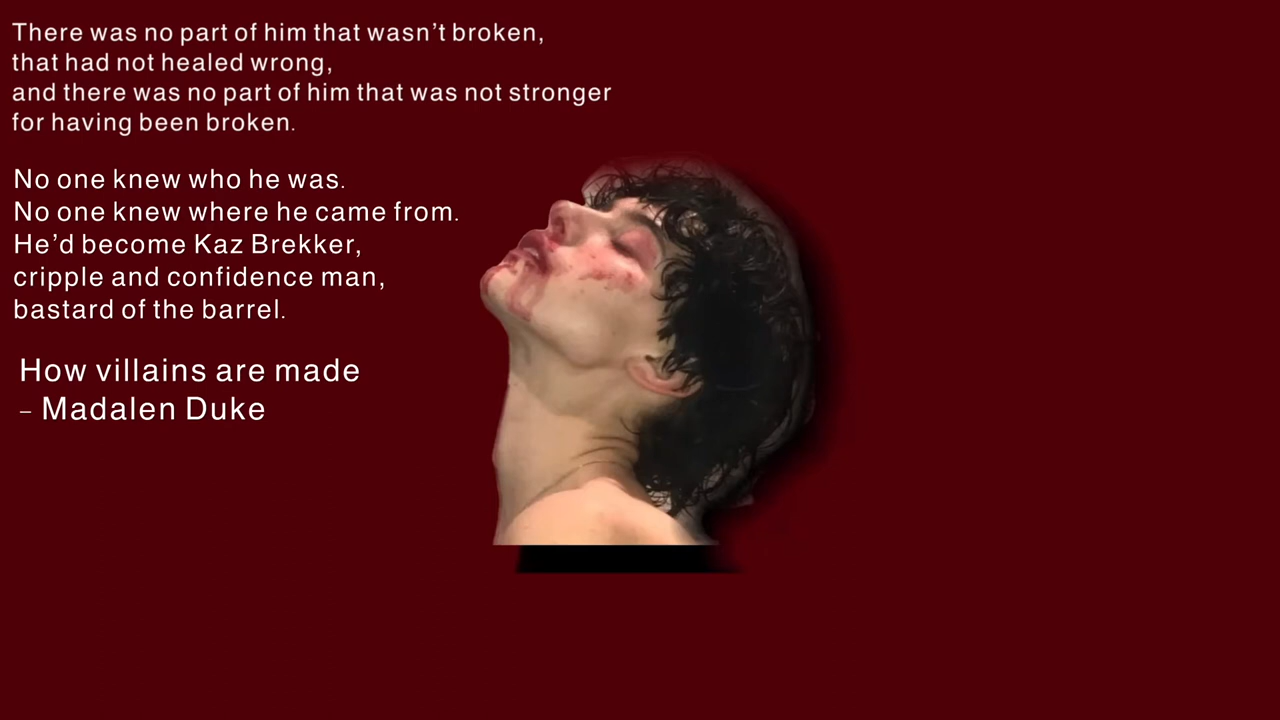 There was no part of him that wasn’t broken,
that had not healed wrong,
and there was no part of him that was not stronger
for having been broken.
No one knew who he was.
No one knew where he came from.
He’d become Kaz Brekker,
cripple and confidence man,
bastard of the barrel.
How villains are made
– Madalen Duke